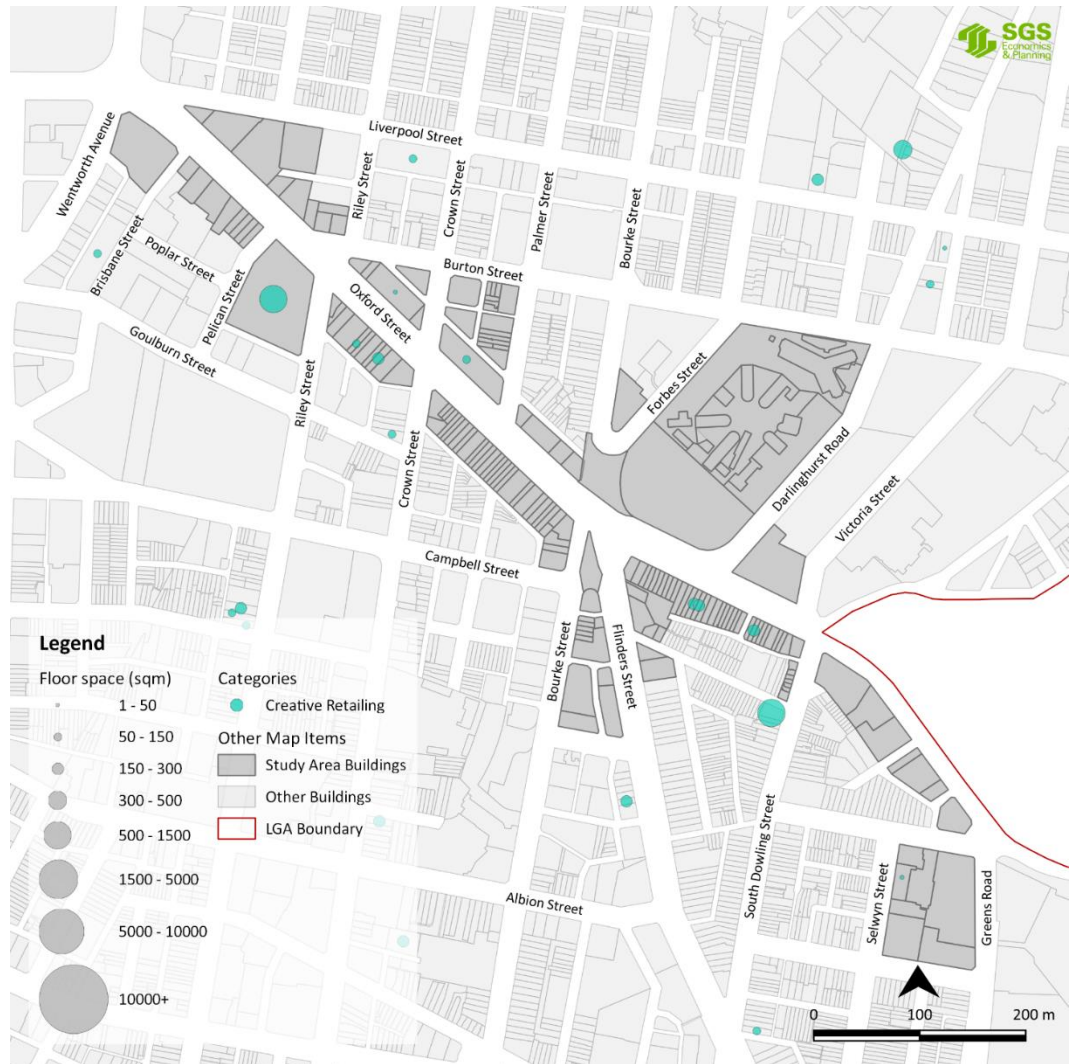 SGS
Economics
& Planning
Liverpool Street
Wentworth Avenue
Riley Street
Crown Street
Palmer Street
Bourke Street
Brisbane Street
Poplar Street
Pelican Street
Burton Street
Oxford Street
Goulburn Street
Riley Street
Forbes Street
Crown Street
Darlinghurst Road
Victoria Street
Campbell Street
Bourke Street
Flinders Street
South Dowling Street
Albion Street
Selwyn Street
Greens Road
Legend
Floor space (sqm)
1 - 50
50 - 150
150 - 300
300 - 500
500 - 1500
1500 - 5000
5000 - 10000
10000+
Categories
Creative Retailing
Other Map Items
Study Area Buildings
Other Buildings
LGA Boundary
0 100 200 m